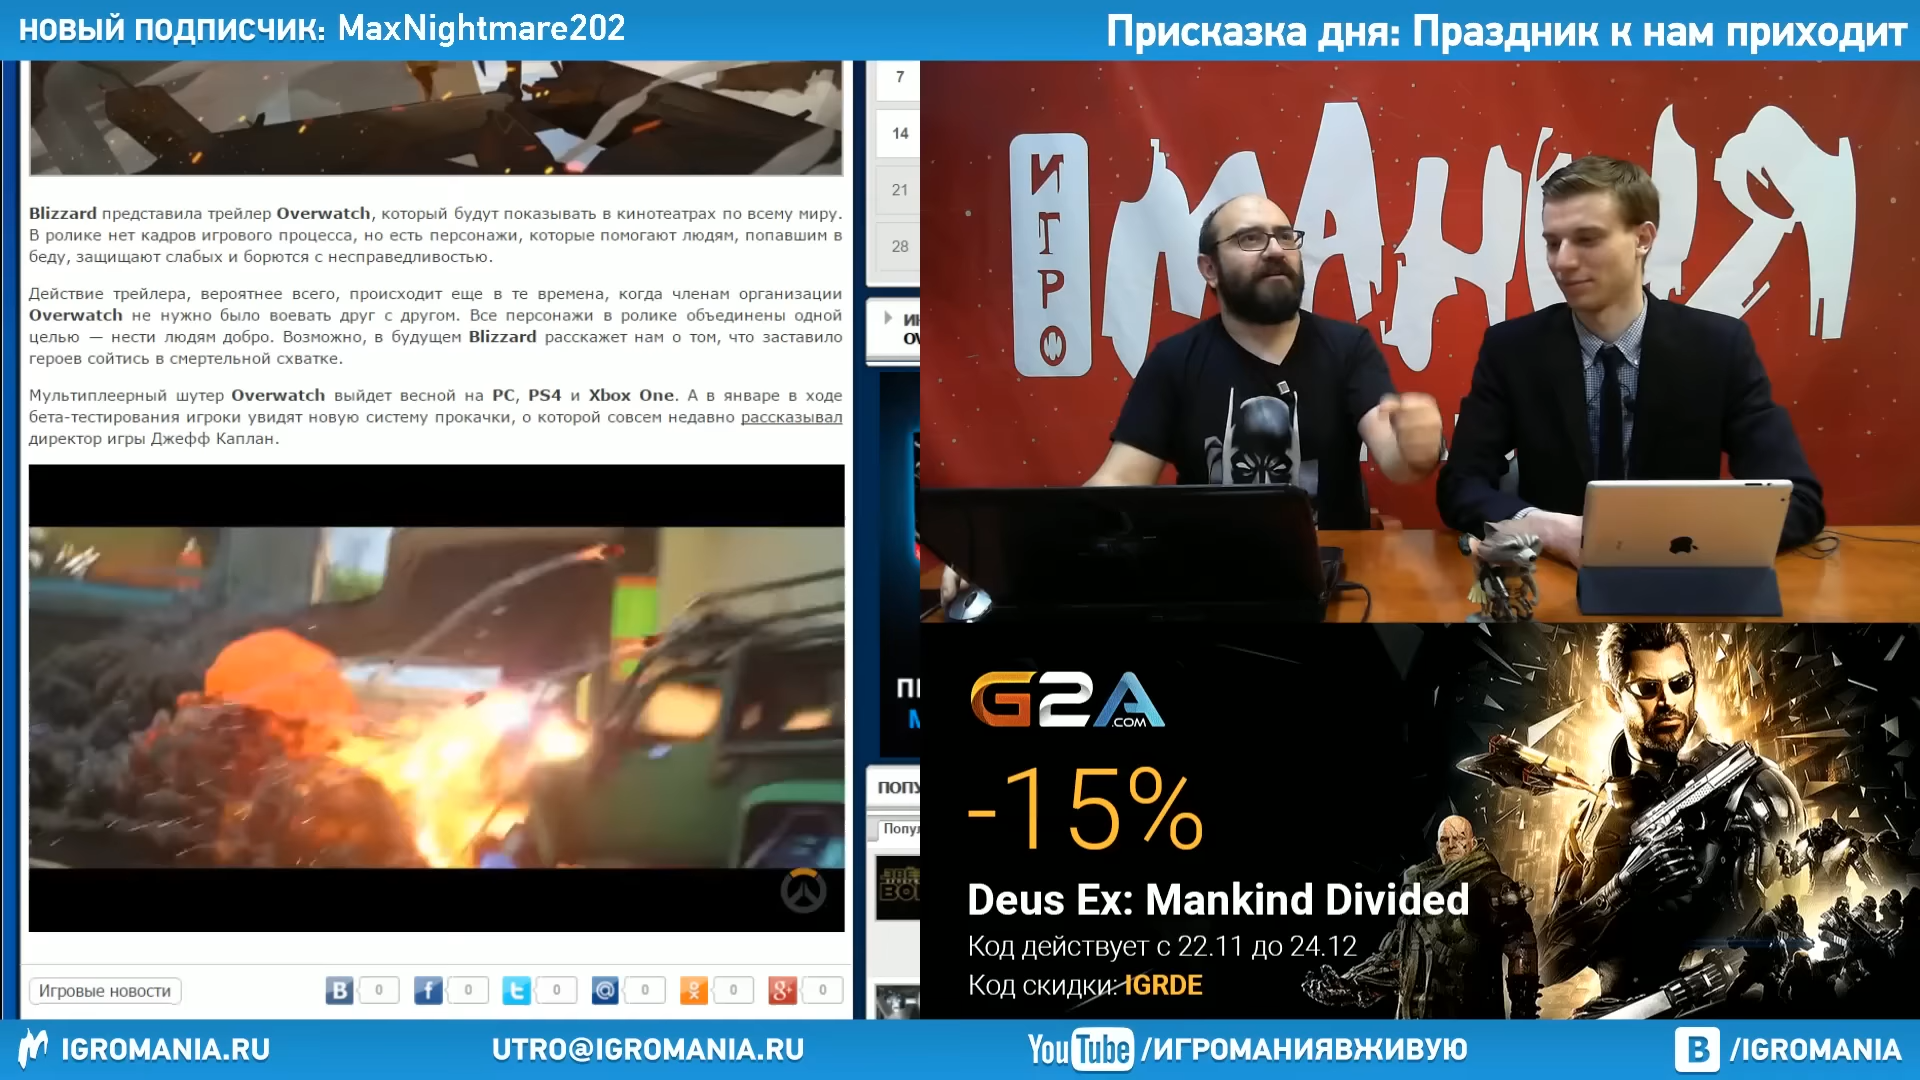 новый подписчик: MaxNightmare202
Присказка дня: Праздник к нам приходит
Blizzard представила трейлер Overwatch, который будут показывать в кинотеатрах по всему миру.
В ролике нет кадров игрового процесса, но есть персонажи, которые помогают людям, попавшим в
беду, защищают слабых и борются с несправедливостью.
Действие трейлера, вероятнее всего, происходит еще в те времена, когда членам организации
Overwatch не нужно было воевать друг с другом. Все персонажи в ролике объединены одной
целью — нести людям добро. Возможно, в будущем Blizzard расскажет нам о том, что заставило
героев сойтись в смертельной схватке.
Мультиплеерный шутер Overwatch выйдет весной на PC, PS4 и Xbox One. А в январе в ходе
бета-тестирования игроки увидят новую систему прокачки, о которой совсем недавно рассказывал
директор игры Джефф Каплан.
Игровые новости
B 0 f 0 t 0 @ 0 0 g+ 0
7
14
21
28
ИГРО
МАНИЯ
G2A
.COM
-15%
Deus Ex: Mankind Divided
Код действует с 22.11 до 24.12
Код скидки: IGRDE
IGROMANIA.RU
UTRO@IGROMANIA.RU
YouTube /ИГРОМАНИЯВЖИВУЮ
B /IGROMANIA